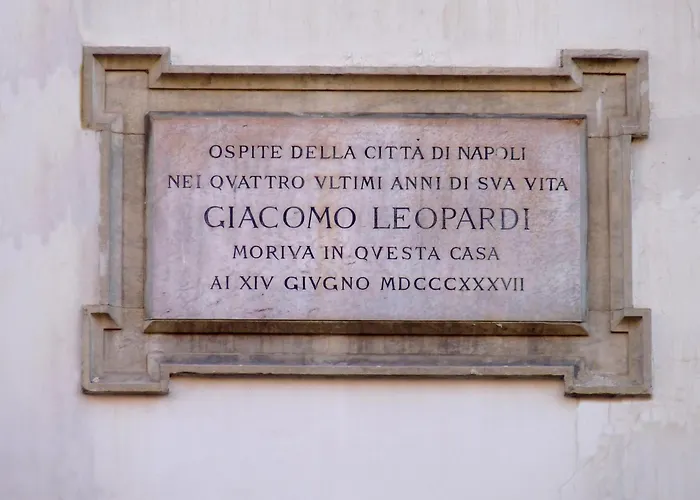 OSPITE DELLA CITTÀ DI NAPOLI
NEI QVATTRO VLTIMI ANNI DI SVA VITA
GIACOMO LEOPARDI
MORIVA IN QVESTA CASA
AI XIV GIVGNO MDCCCXXXVII